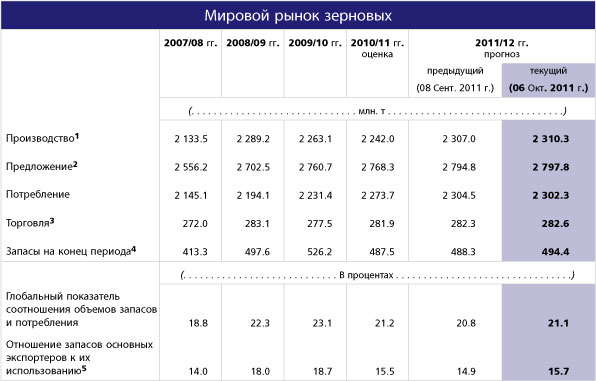 Мировой рынок зерновых
2007/08 гг. 2008/09 гг. 2009/10 гг. 2010/11 гг. 2011/12 гг.
оценка прогноз
предыдущий текущий
(08 Сент. 2011 г.) (06 Окт. 2011 г.)
(. . . . . . . . . . . . . . . . . . . . . . . . . . . . . . млн. т . . . . . . . . . . . . . . . . . . . . . . . . . . . . . .)
Производство1 2 133.5 2 289.2 2 263.1 2 242.0 2 307.0 2 310.3
Предложение2 2 556.2 2 702.5 2 760.7 2 768.3 2 794.8 2 797.8
Потребление 2 145.1 2 194.1 2 231.4 2 273.7 2 304.5 2 302.3
Торговля3 272.0 283.1 277.5 281.9 282.3 282.6
Запасы на конец периода4 413.3 497.6 526.2 487.5 488.3 494.4
(. . . . . . . . . . . . . . . . . . . . . . . . . . . В процентах . . . . . . . . . . . . . . . . . . . . . . . . . . . . .)
Глобальный показатель
соотношения объемов запасов
и потребления 18.8 22.3 23.1 21.2 20.8 21.1
Отношение запасов основных
экспортеров к их
использованию5 14.0 18.0 18.7 15.5 14.9 15.7